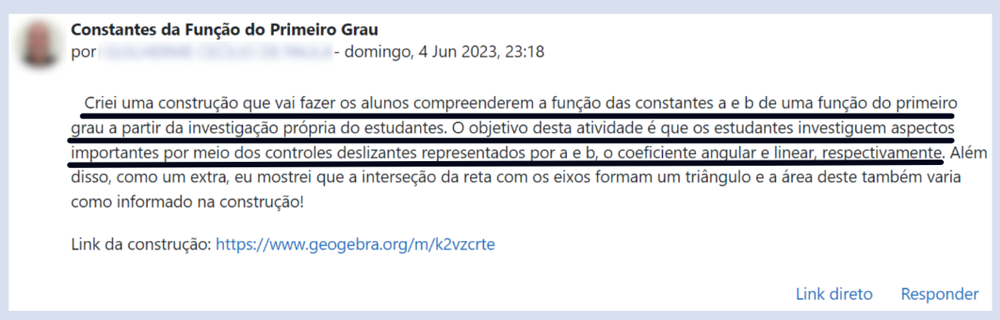 Constantes da Função do Primeiro Grau
por - domingo, 4 Jun 2023, 23:18
Criei uma construção que vai fazer os alunos compreenderem a função das constantes a e b de uma função do primeiro
grau a partir da investigação própria do estudantes. O objetivo desta atividade é que os estudantes investiguem aspectos
importantes por meio dos controles deslizantes representados por a e b, o coeficiente angular e linear, respectivamente. Além
disso, como um extra, eu mostrei que a interseção da reta com os eixos formam um triângulo e a área deste também varia
como informado na construção!
Link da construção: https://www.geogebra.org/m/k2vzcrte
Link direto Responder